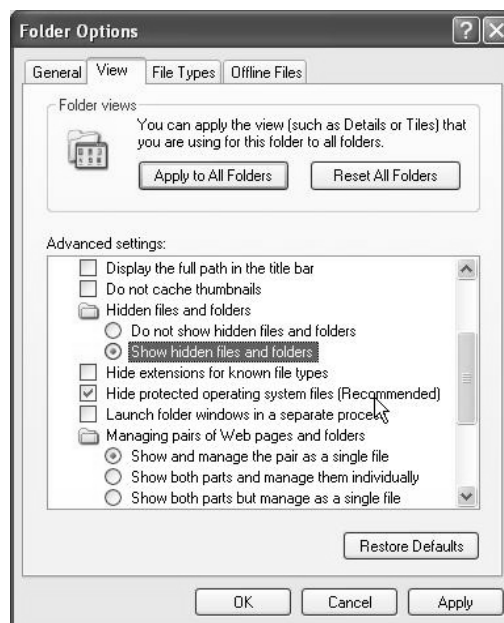 Folder Options
General View File Types Offline Files
Folder views
You can apply the view (such as Details or Tiles) that
you are using for this folder to all folders.
Apply to All Folders Reset All Folders
Advanced settings:
Display the full path in the title bar
Do not cache thumbnails
Hidden files and folders
Do not show hidden files and folders
Show hidden files and folders
Hide extensions for known file types
Hide protected operating system files (Recommended)
Launch folder windows in a separate process
Managing pairs of Web pages and folders
Show and manage the pair as a single file
Show both parts and manage them individually
Show both parts but manage as a single file
Restore Defaults
OK Cancel Apply